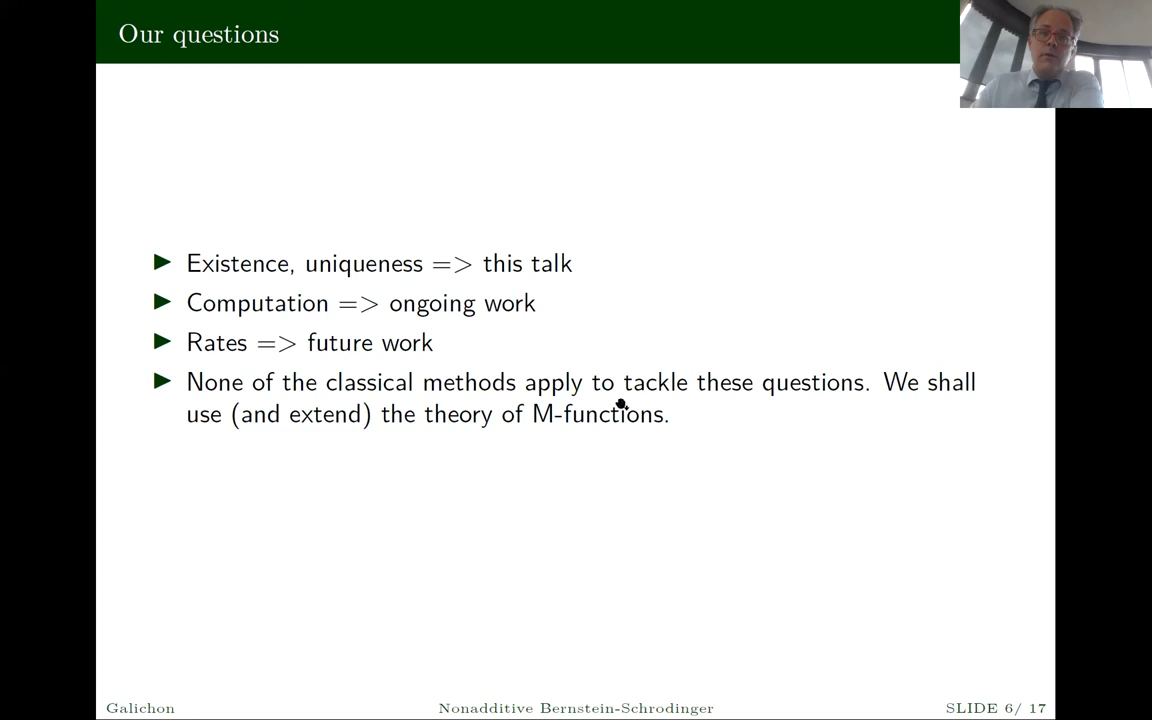 Our questions
Existence, uniqueness => this talk
Computation => ongoing work
Rates => future work
None of the classical methods apply to tackle these questions. We shall
use (and extend) the theory of M-functions.
Galichon Nonadditive Bernstein-Schrodinger SLIDE 6/ 17